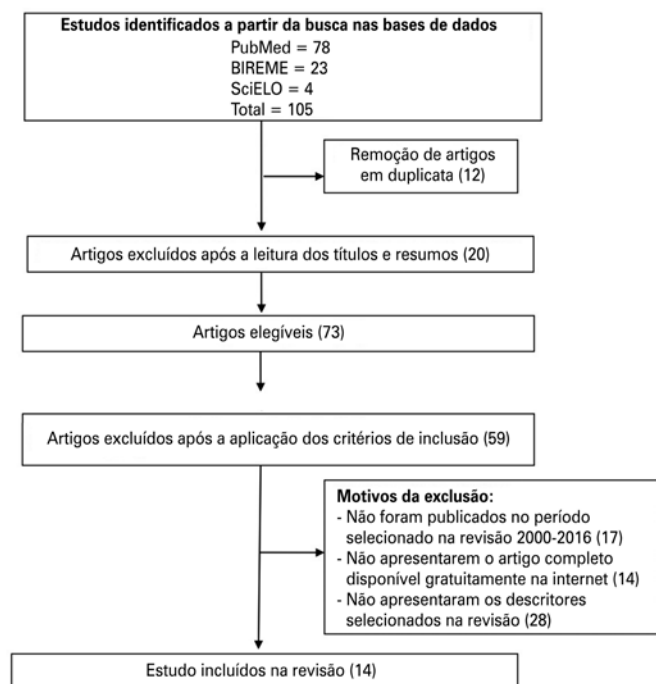 Estudos identificados a partir da busca nas bases de dados
PubMed = 78
BIREME = 23
SciELO = 4
Total = 105
Remoção de artigos
em duplicata (12)
Artigos excluídos após a leitura dos títulos e resumos (20)
Artigos elegíveis (73)
Artigos excluídos após a aplicação dos critérios de inclusão (59)
Motivos da exclusão:
- Não foram publicados no período
selecionado na revisão 2000-2016 (17)
- Não apresentarem o artigo completo
disponível gratuitamente na internet (14)
- Não apresentaram os descritores
selecionados na revisão (28)
Estudo incluídos na revisão (14)